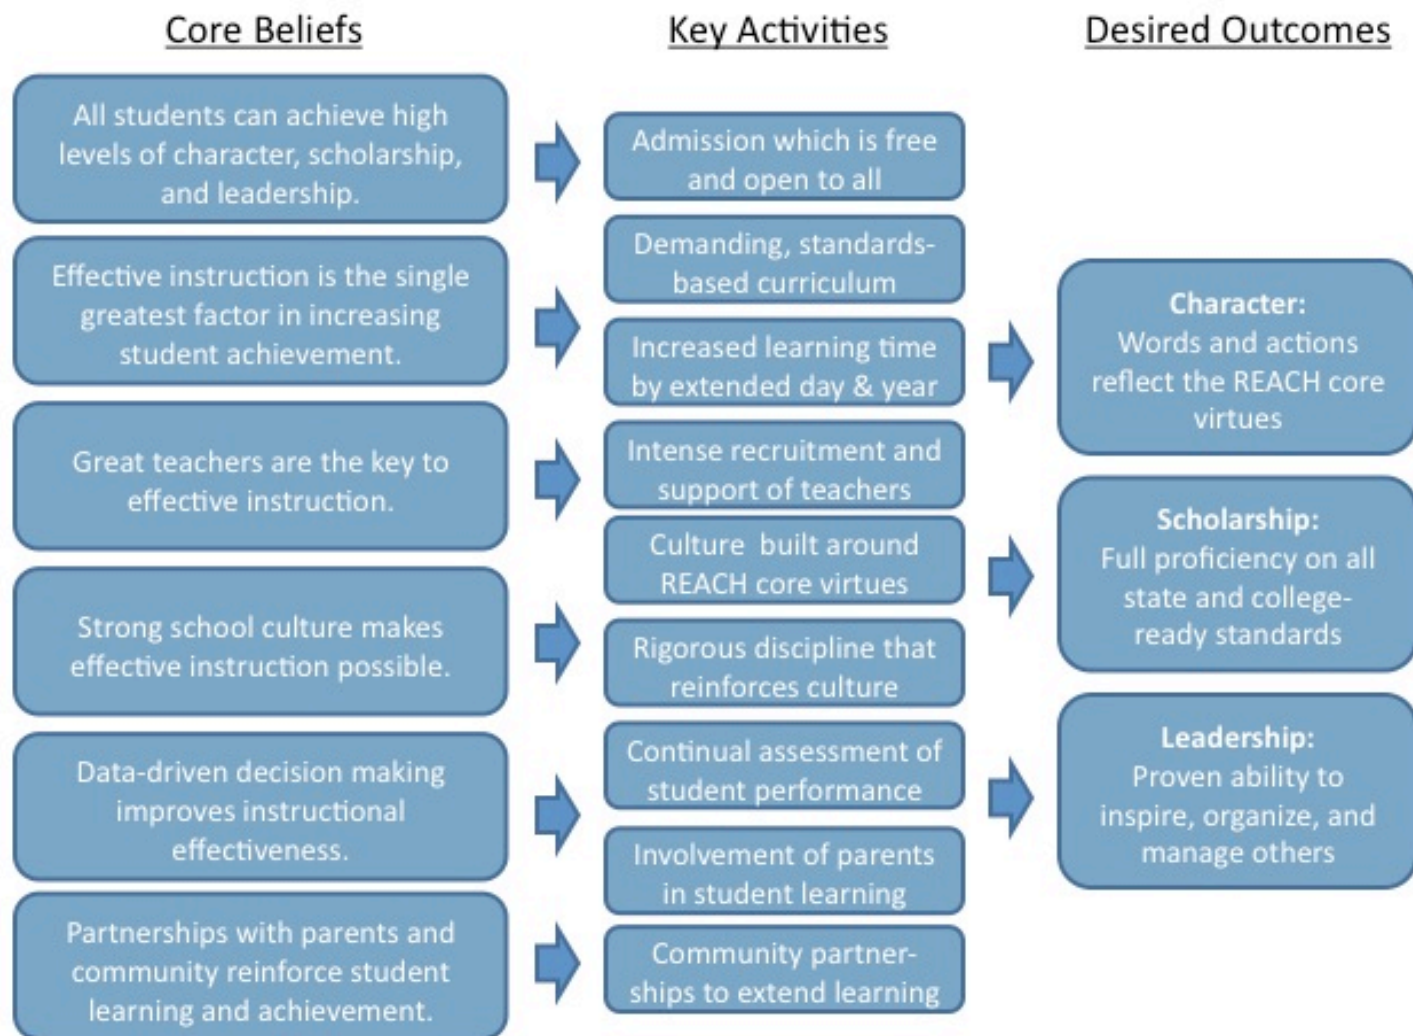 Core Beliefs
All students can achieve high
levels of character, scholarship,
and leadership.
Effective instruction is the single
greatest factor in increasing
student achievement.
Great teachers are the key to
effective instruction.
Strong school culture makes
effective instruction possible.
Data-driven decision making
improves instructional
effectiveness.
Partnerships with parents and
community reinforce student
learning and achievement.
Key Activities
Admission which is free
and open to all
Demanding, standards-
based curriculum
Increased learning time
by extended day & year
Intense recruitment and
support of teachers
Culture built around
REACH core virtues
Rigorous discipline that
reinforces culture
Continual assessment of
student performance
Involvement of parents
in student learning
Community partner-
ships to extend learning
Desired Outcomes
Character:
Words and actions
reflect the REACH core
virtues
Scholarship:
Full proficiency on all
state and college-
ready standards
Leadership:
Proven ability to
inspire, organize, and
manage others